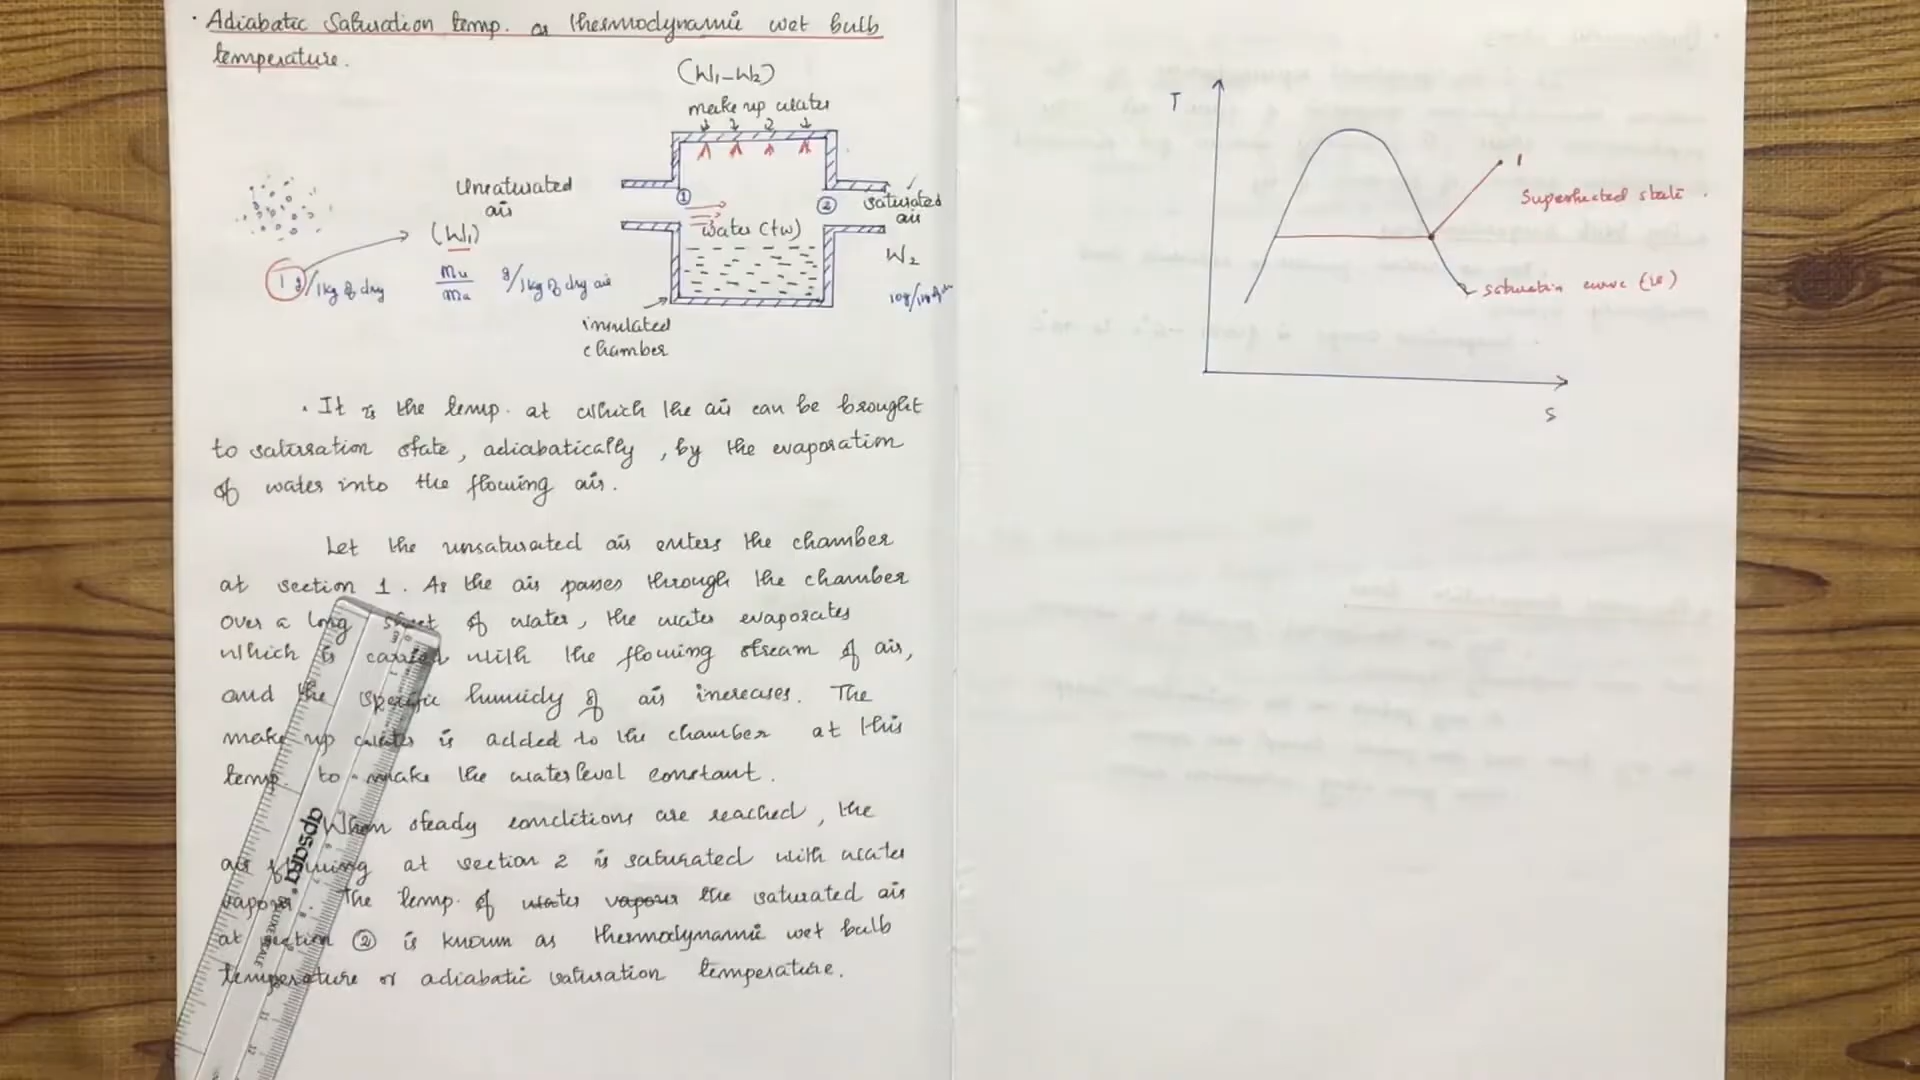 · Adiabatic Saturation temp. or thermodynamic wet bulb
temperature.
(W1-W2)
make up water
Unsaturated
air
(W1)
1 g/1kg of dry
mv
ma
g/1kg of dry air
①
water (tw)
②
saturated
air
W2
insulated
chamber
. It is the temp. at which the air can be brought
to saturation state, adiabatically, by the evaporation
of water into the flowing air.
Let the unsaturated air enters the chamber
at section 1. As the air passes through the chamber
over a long sheet of water, the water evaporates
which is carried with the flowing stream of air,
and the specific humidy of air increases. The
make up water is added to the chamber at this
temp. to make the water level constant.
When steady conditions are reached, the
air flowing at section 2 is saturated with water
vapour. The temp. of water vapour the saturated air
at section ② is known as thermodynamic wet bulb
temperature or adiabatic saturation temperature.
apsara
T
1
Superheated state
saturation curve
S